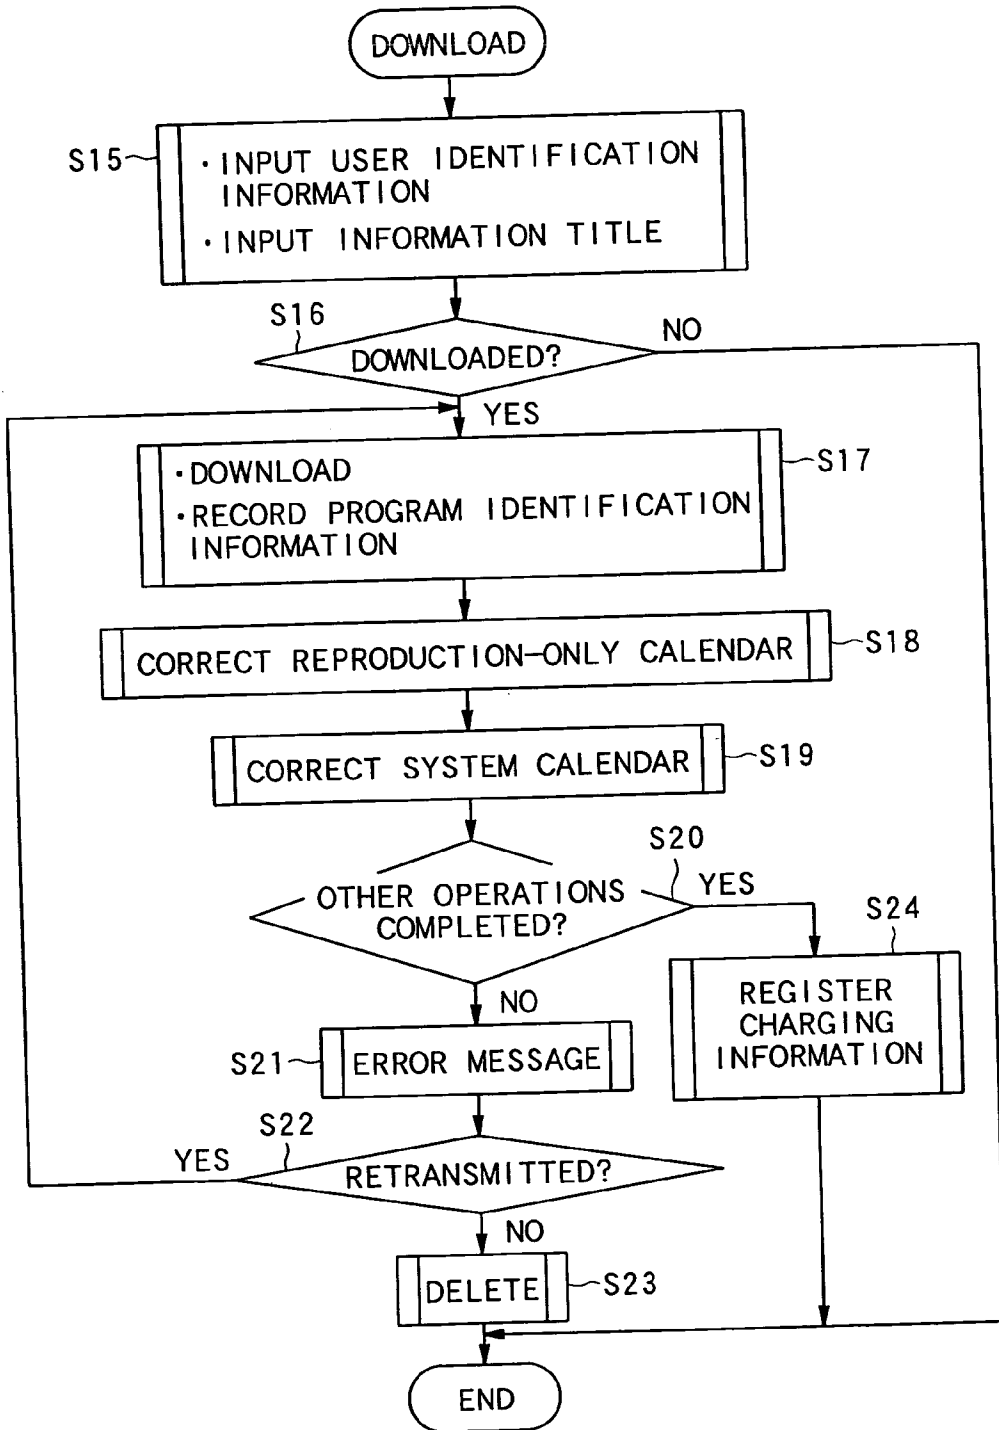 DOWNLOAD
S15
· INPUT USER IDENTIFICATION
INFORMATION
· INPUT INFORMATION TITLE
S16
DOWNLOADED?
NO
YES
· DOWNLOAD
· RECORD PROGRAM IDENTIFICATION
INFORMATION
S17
CORRECT REPRODUCTION-ONLY CALENDAR
S18
CORRECT SYSTEM CALENDAR
S19
S20
OTHER OPERATIONS
COMPLETED?
YES
S24
NO
REGISTER
CHARGING
INFORMATION
S21
ERROR MESSAGE
S22
YES
RETRANSMITTED?
NO
DELETE
S23
END